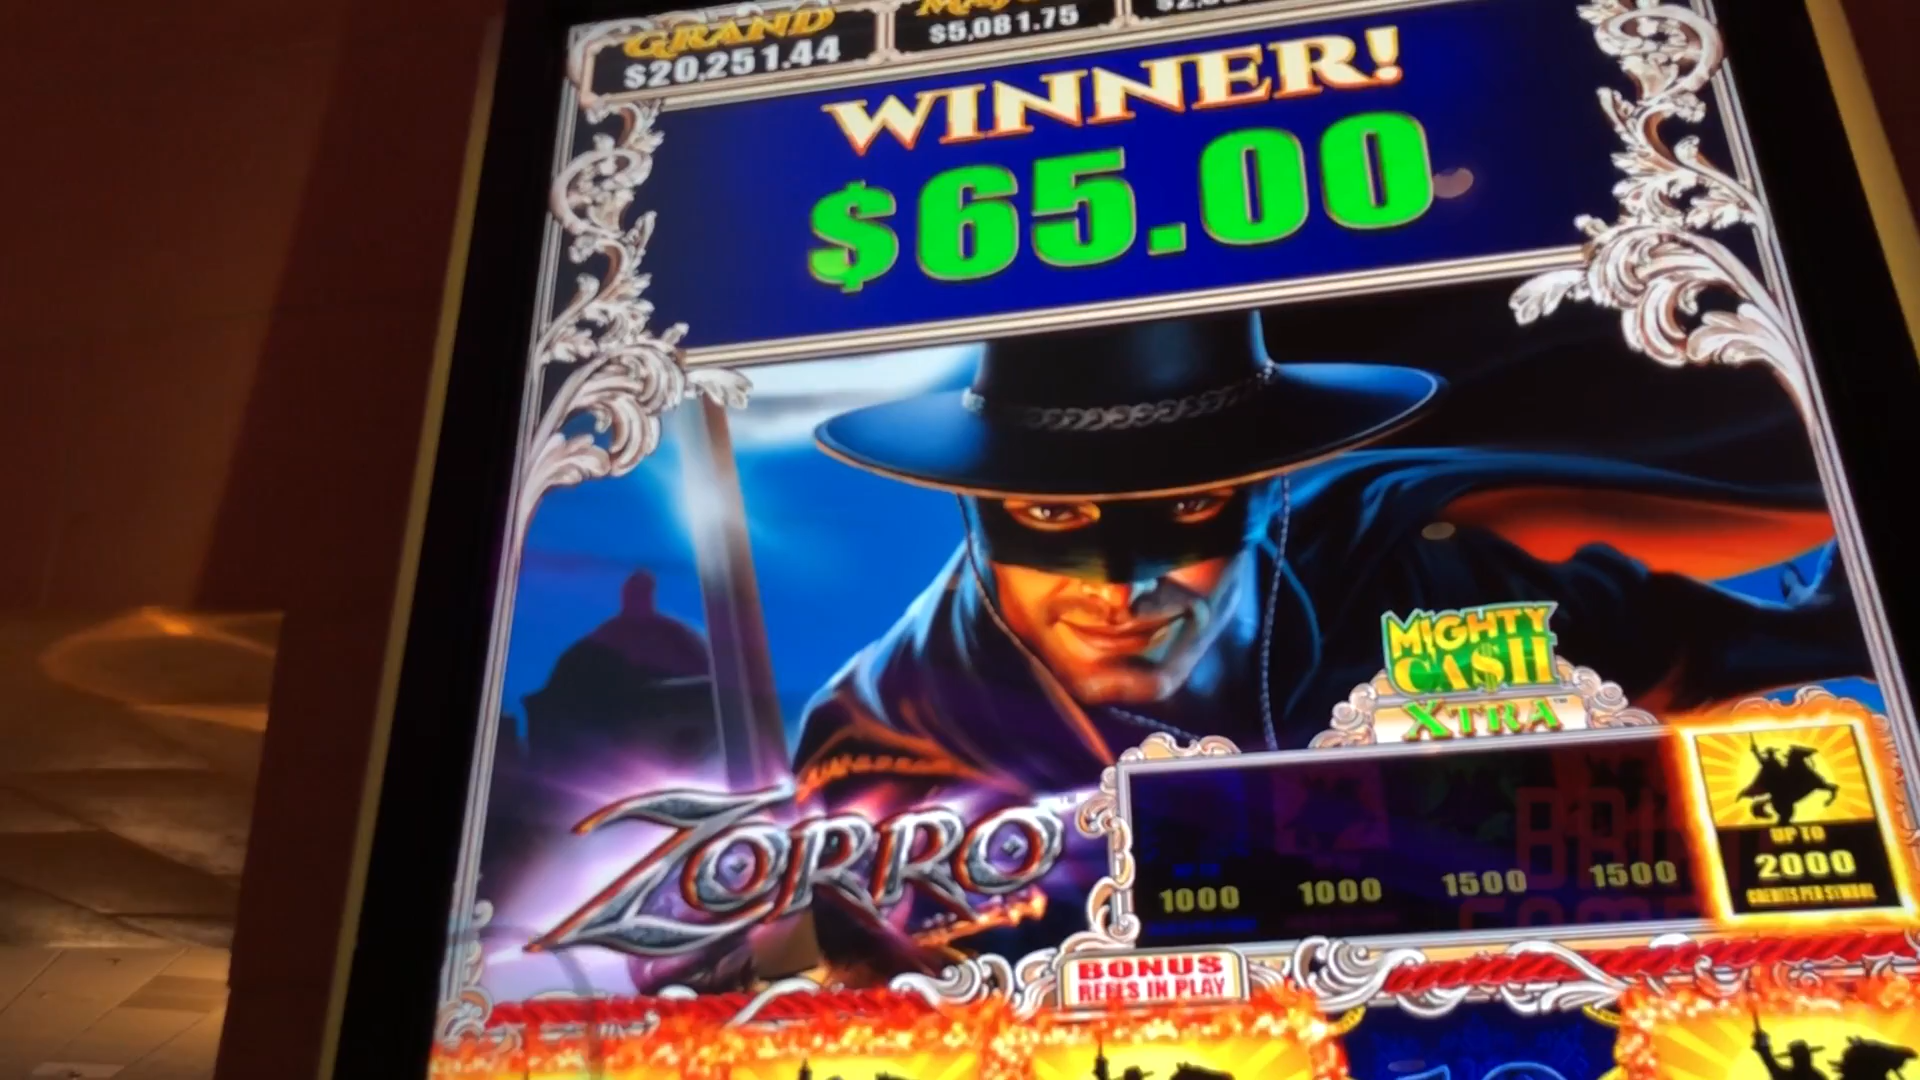 GRAND
$20,251.44
$5,081.75
WINNER!
$65.00
MIGHTY
CA$H
XTRA
ZORRO
1000
1000
1500
1500
UP TO
2000
CREDITS PER SYMBOL
BONUS
REELS IN PLAY